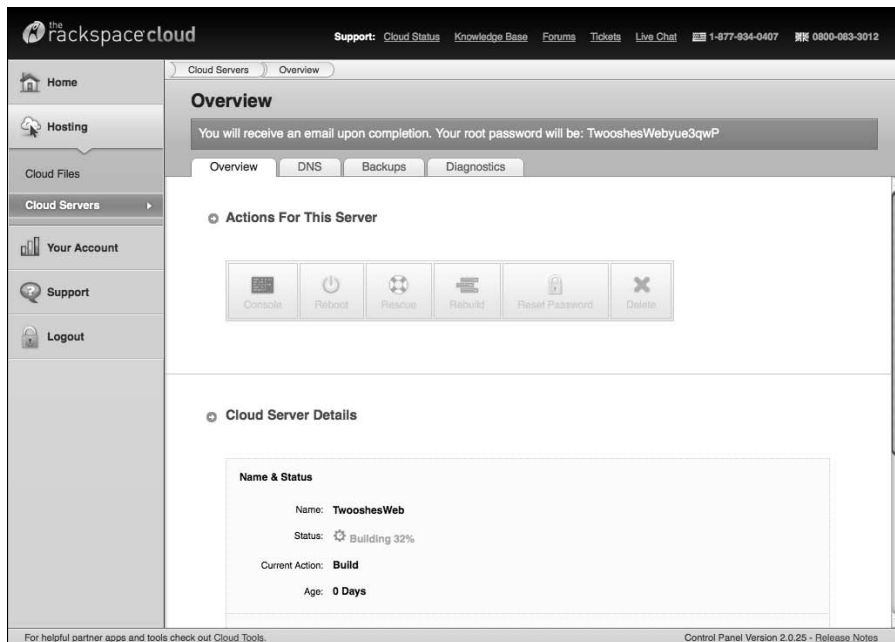 the
rackspacecloud
Support: Cloud Status Knowledge Base Forums Tickets Live Chat 1-877-934-0407 0800-083-3012
Home
Hosting
Cloud Files
Cloud Servers
Your Account
Support
Logout
Cloud Servers Overview
Overview
You will receive an email upon completion. Your root password will be: TwooshesWebyue3qwP
Overview DNS Backups Diagnostics
Actions For This Server
Console Reboot Rescue Rebuild Reset Password Delete
Cloud Server Details
Name & Status
Name: TwooshesWeb
Status: Building 32%
Current Action: Build
Age: 0 Days
For helpful partner apps and tools check out Cloud Tools. Control Panel Version 2.0.25 - Release Notes